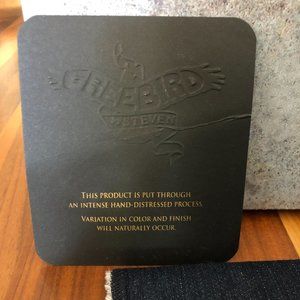 FREEBIRD
BY STEVEN
THIS PRODUCT IS PUT THROUGH
AN INTENSE HAND-DISTRESSED PROCESS.
VARIATION IN COLOR AND FINISH
WILL NATURALLY OCCUR.